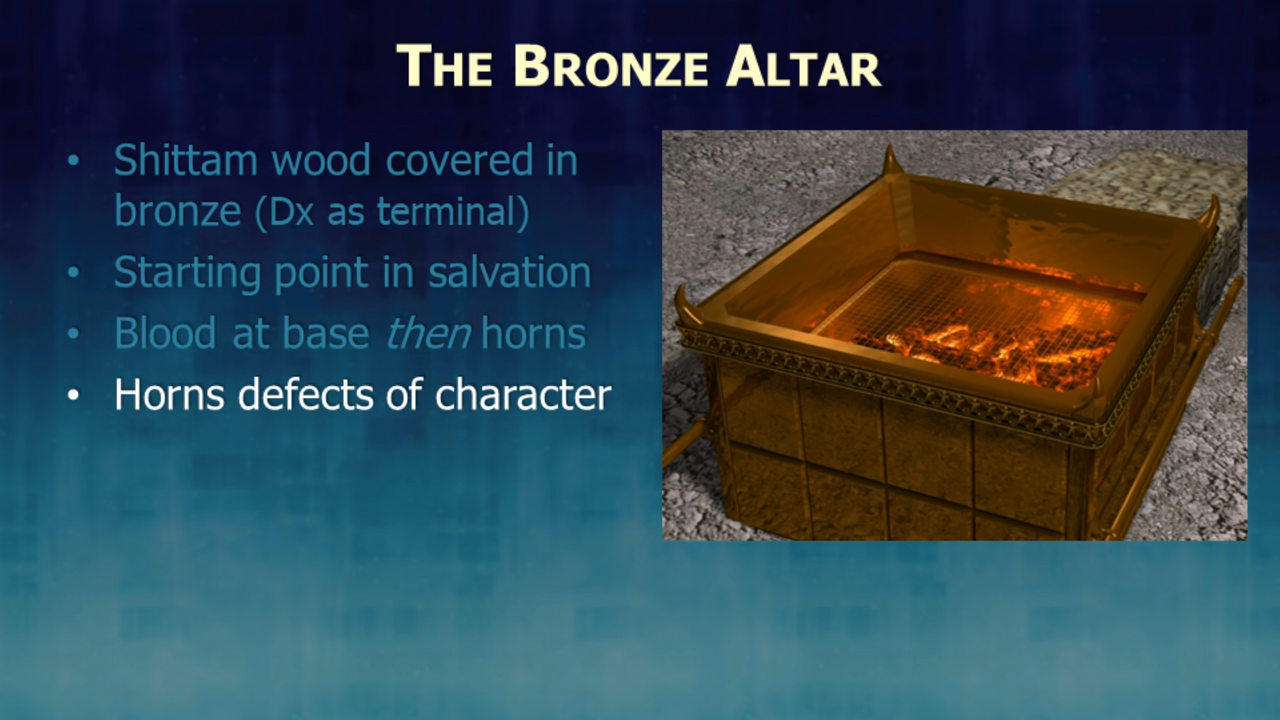 THE BRONZE ALTAR
• Shittam wood covered in
bronze (Dx as terminal)
• Starting point in salvation
• Blood at base then horns
• Horns defects of character